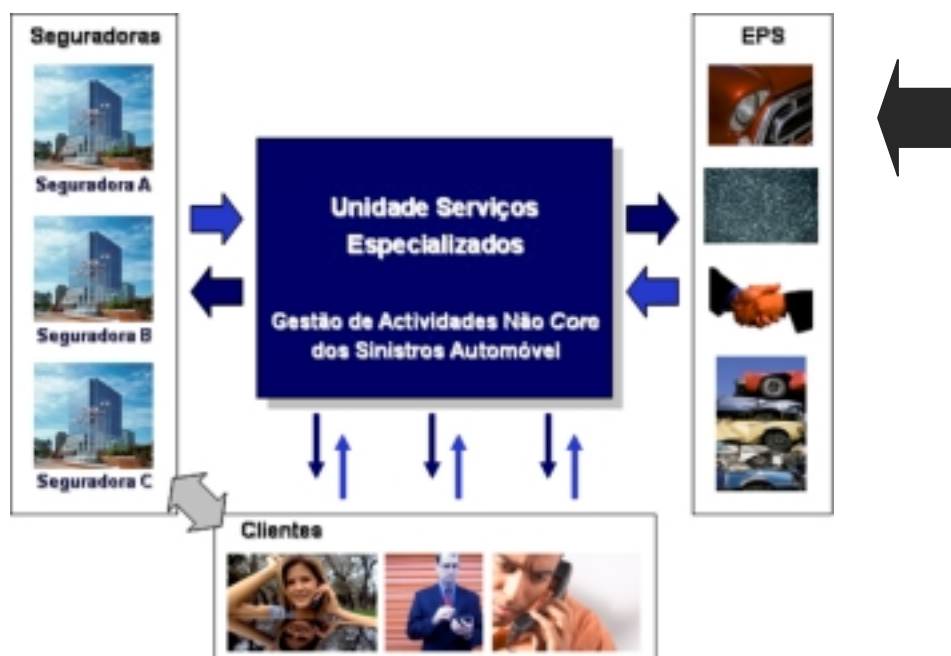 Seguradoras
Seguradora A
Seguradora B
Seguradora C
Unidade Serviços
Especializados
Gestão de Actividades Não Core
dos Sinistros Automóvel
EPS
Clientes